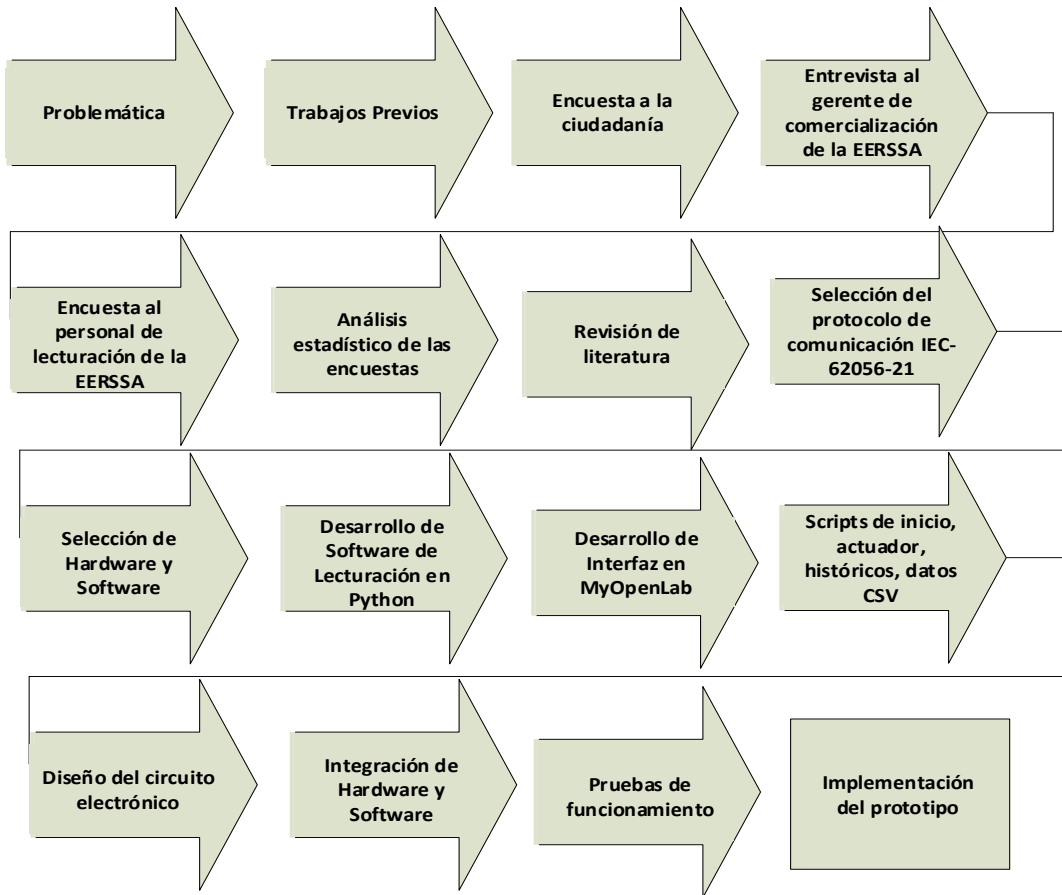 Problemática
Trabajos Previos
Encuesta a la
ciudadanía
Entrevista al
gerente de
comercialización
de la EERSSA
Encuesta al
personal de
lecturación de la
EERSSA
Análisis
estadístico de las
encuestas
Revisión de
literatura
Selección del
protocolo de
comunicación IEC-
62056-21
Selección de
Hardware y
Software
Desarrollo de
Software de
Lecturación en
Python
Desarrollo de
Interfaz en
MyOpenLab
Scripts de inicio,
actuador,
históricos, datos
CSV
Diseño del circuito
electrónico
Integración de
Hardware y
Software
Pruebas de
funcionamiento
Implementación
del prototipo